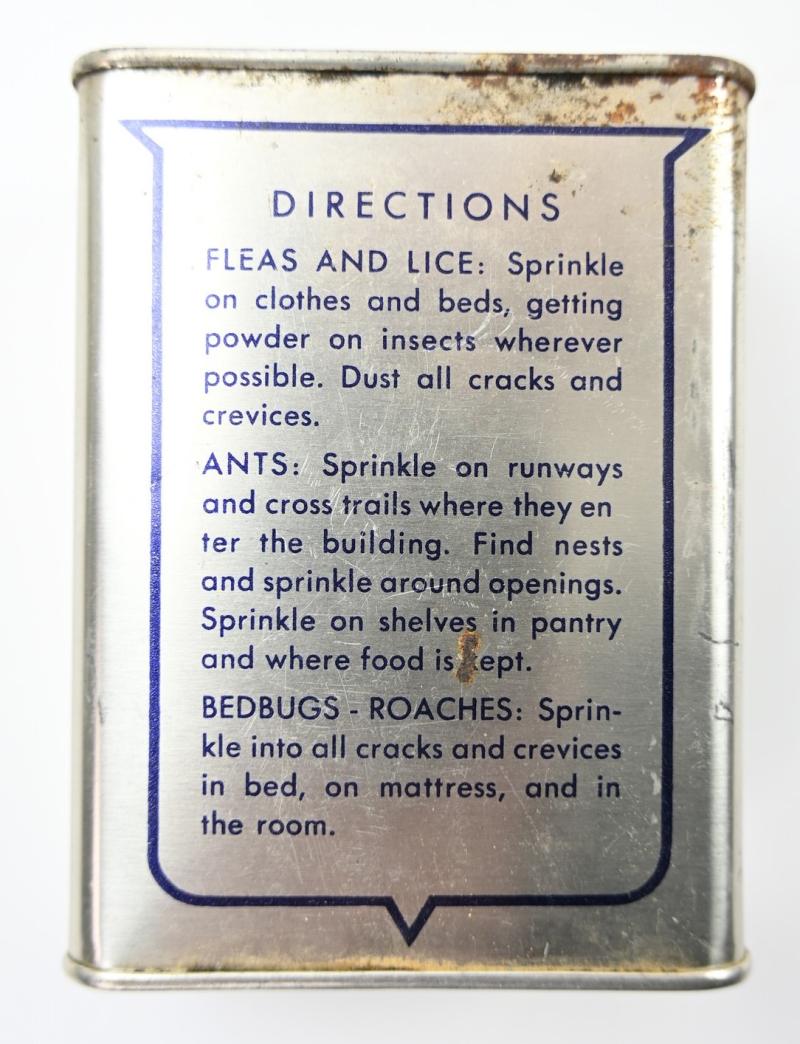 DIRECTIONS
FLEAS AND LICE: Sprinkle
on clothes and beds, getting
powder on insects wherever
possible. Dust all cracks and
crevices.
ANTS: Sprinkle on runways
and cross trails where they en
ter the building. Find nests
and sprinkle around openings.
Sprinkle on shelves in pantry
and where food is kept.
BEDBUGS - ROACHES: Sprin-
kle into all cracks and crevices
in bed, on mattress, and in
the room.